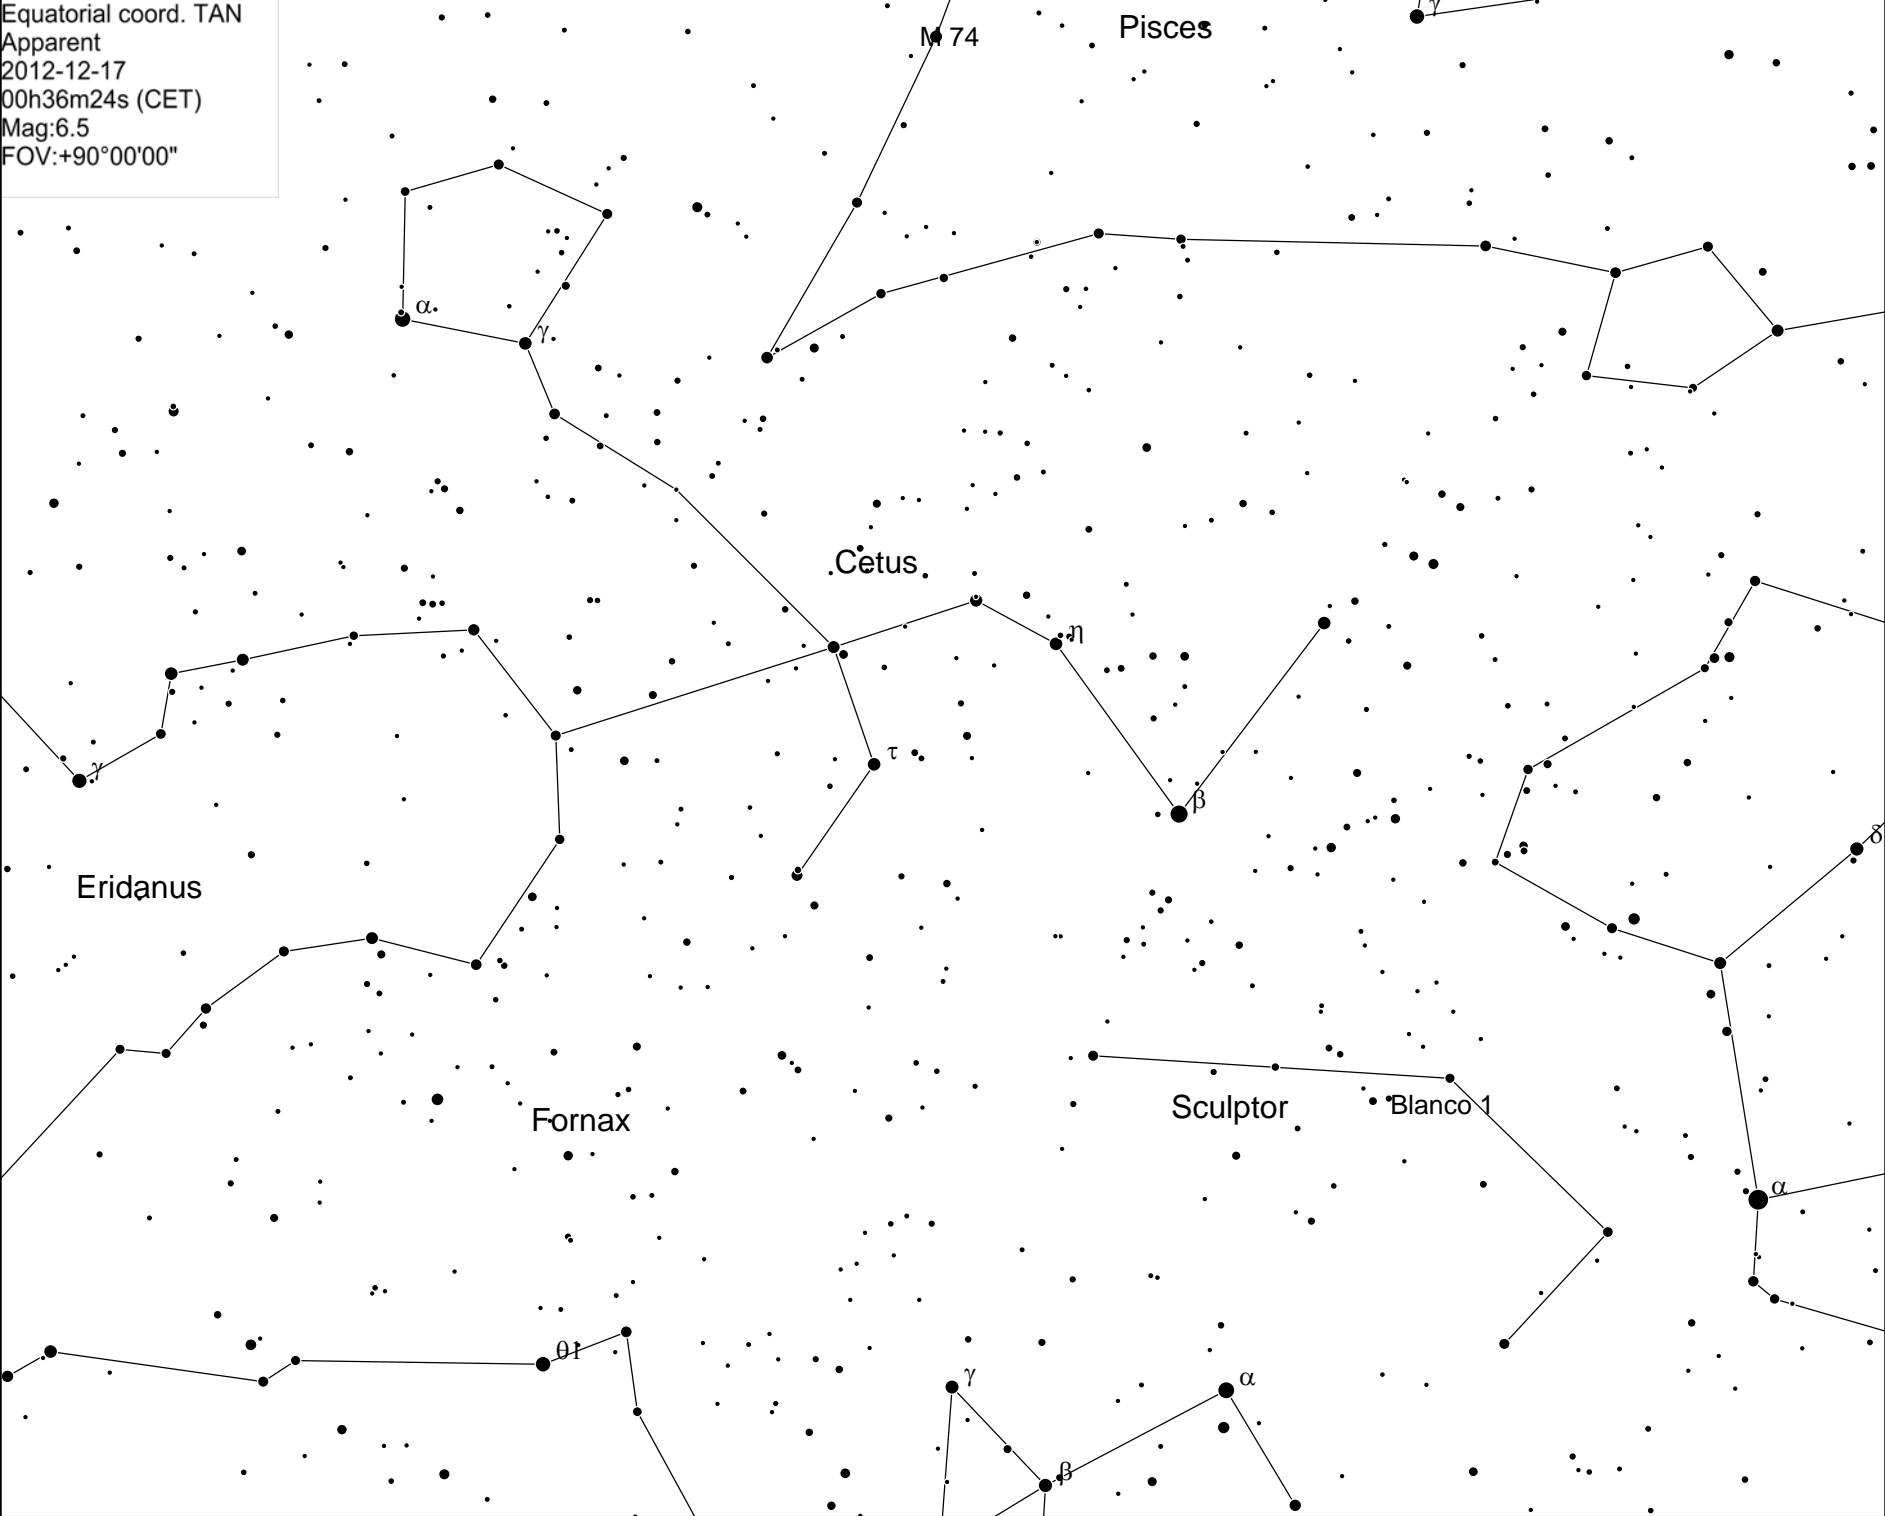 Equatorial coord. TAN
Apparent
2012-12-17
00h36m24s (CET)
Mag:6.5
FOV:+90°00'00"
γ
M 74
Pisces
α
γ
Cetus
η
τ
γ
β
δ
Eridanus
Sculptor
Blanco 1
Fornax
α
θ1
γ
α
β